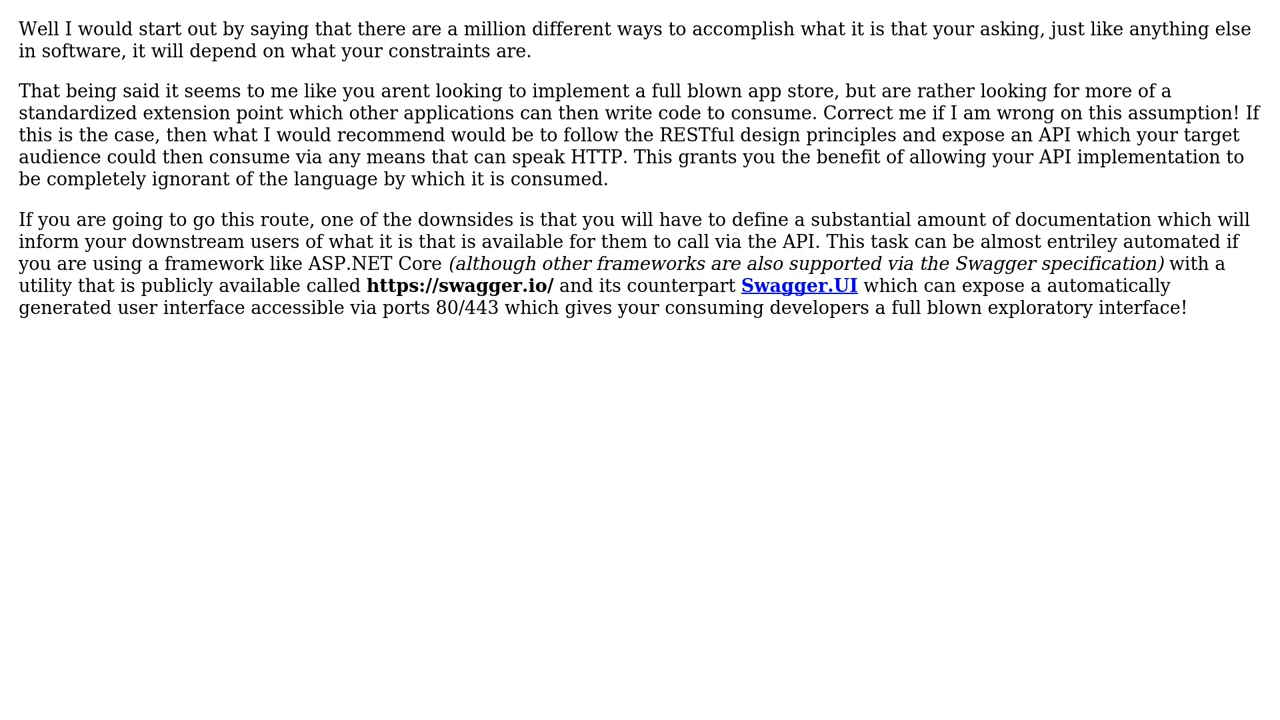 Well I would start out by saying that there are a million different ways to accomplish what it is that your asking, just like anything else
in software, it will depend on what your constraints are.
That being said it seems to me like you arent looking to implement a full blown app store, but are rather looking for more of a
standardized extension point which other applications can then write code to consume. Correct me if I am wrong on this assumption! If
this is the case, then what I would recommend would be to follow the RESTful design principles and expose an API which your target
audience could then consume via any means that can speak HTTP. This grants you the benefit of allowing your API implementation to
be completely ignorant of the language by which it is consumed.
If you are going to go this route, one of the downsides is that you will have to define a substantial amount of documentation which will
inform your downstream users of what it is that is available for them to call via the API. This task can be almost entriley automated if
you are using a framework like ASP.NET Core (although other frameworks are also supported via the Swagger specification) with a
utility that is publicly available called https://swagger.io/ and its counterpart Swagger.UI which can expose a automatically
generated user interface accessible via ports 80/443 which gives your consuming developers a full blown exploratory interface!